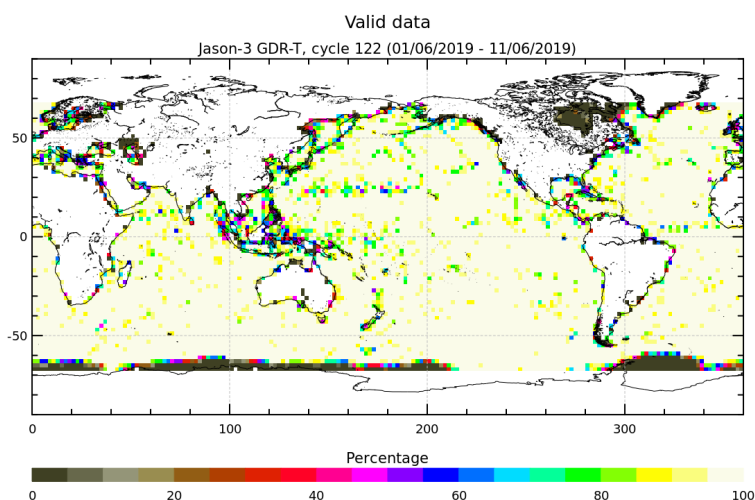 Valid data
Jason-3 GDR-T, cycle 122 (01/06/2019 - 11/06/2019)
50
0
-50
0 100 200 300
Percentage
0 20 40 60 80 100